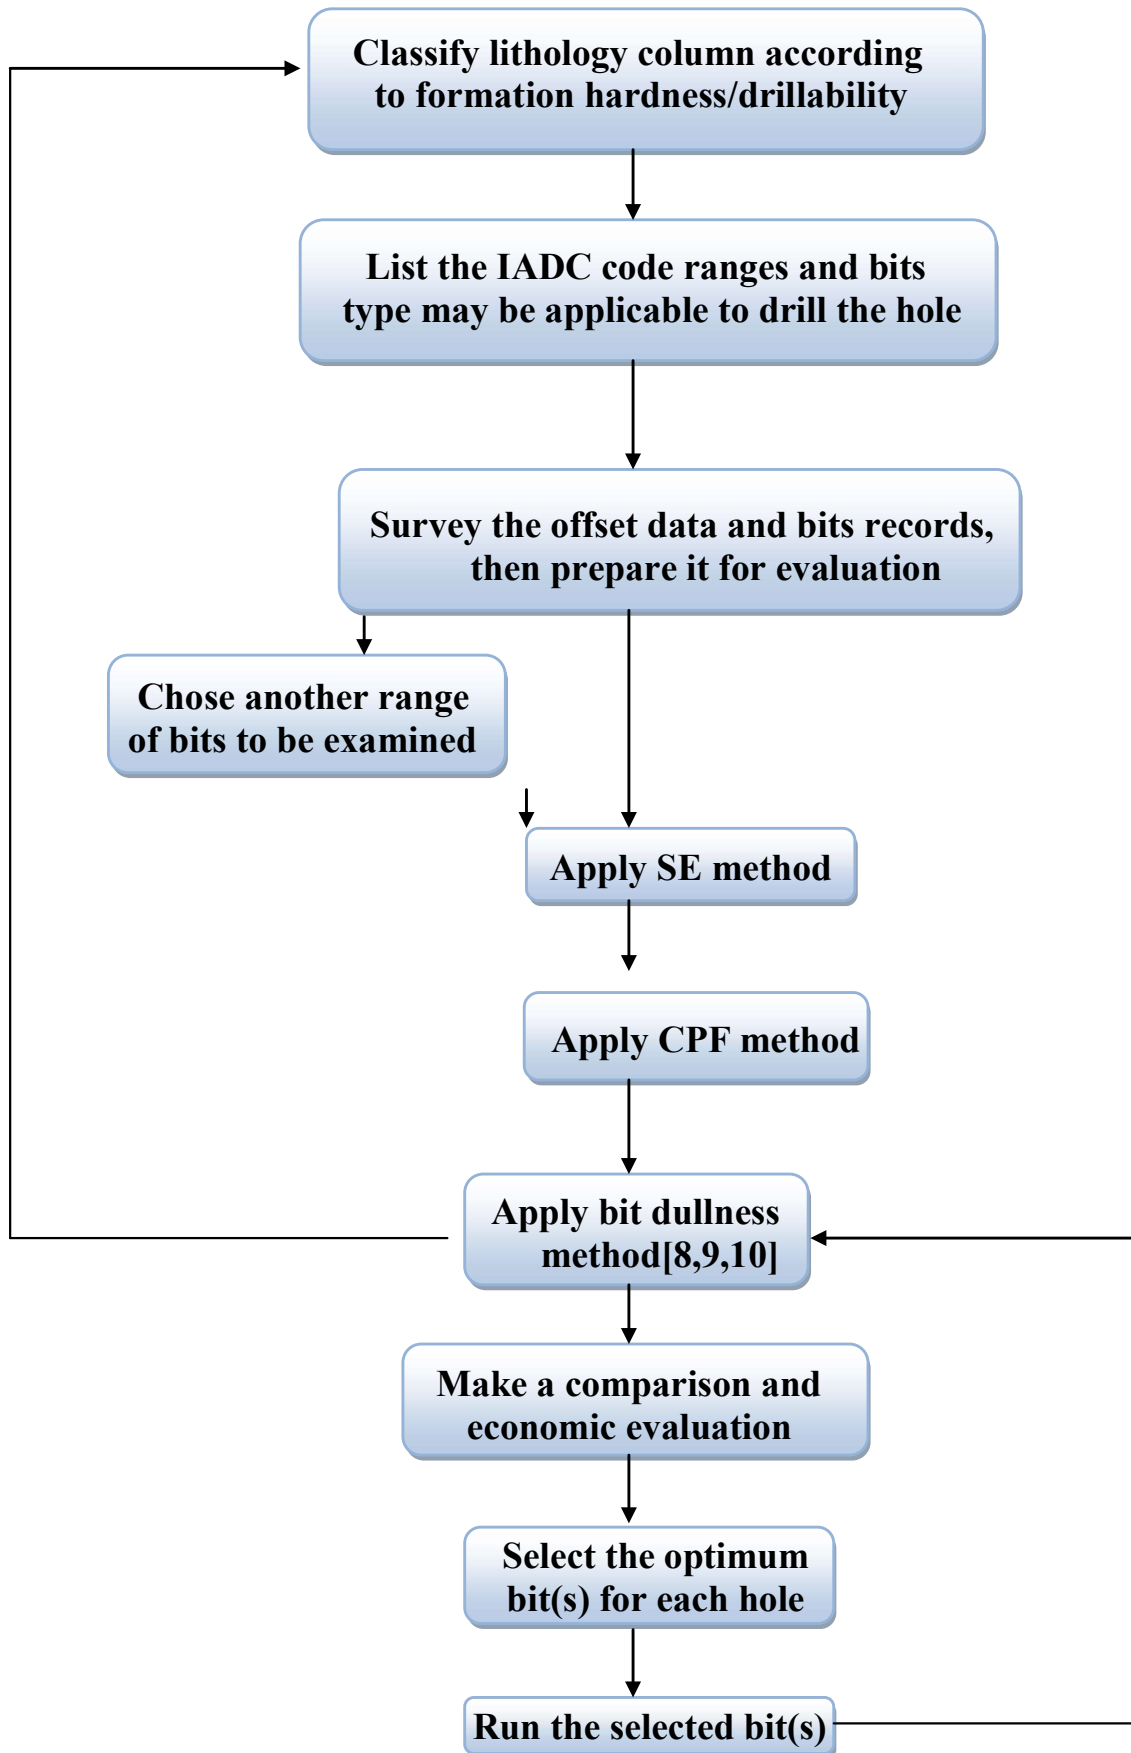 Classify lithology column according
to formation hardness/drillability
List the IADC code ranges and bits
type may be applicable to drill the hole
Survey the offset data and bits records,
then prepare it for evaluation
Chose another range
of bits to be examined
Apply SE method
Apply CPF method
Apply bit dullness
method[8,9,10]
Make a comparison and
economic evaluation
Select the optimum
bit(s) for each hole
Run the selected bit(s)